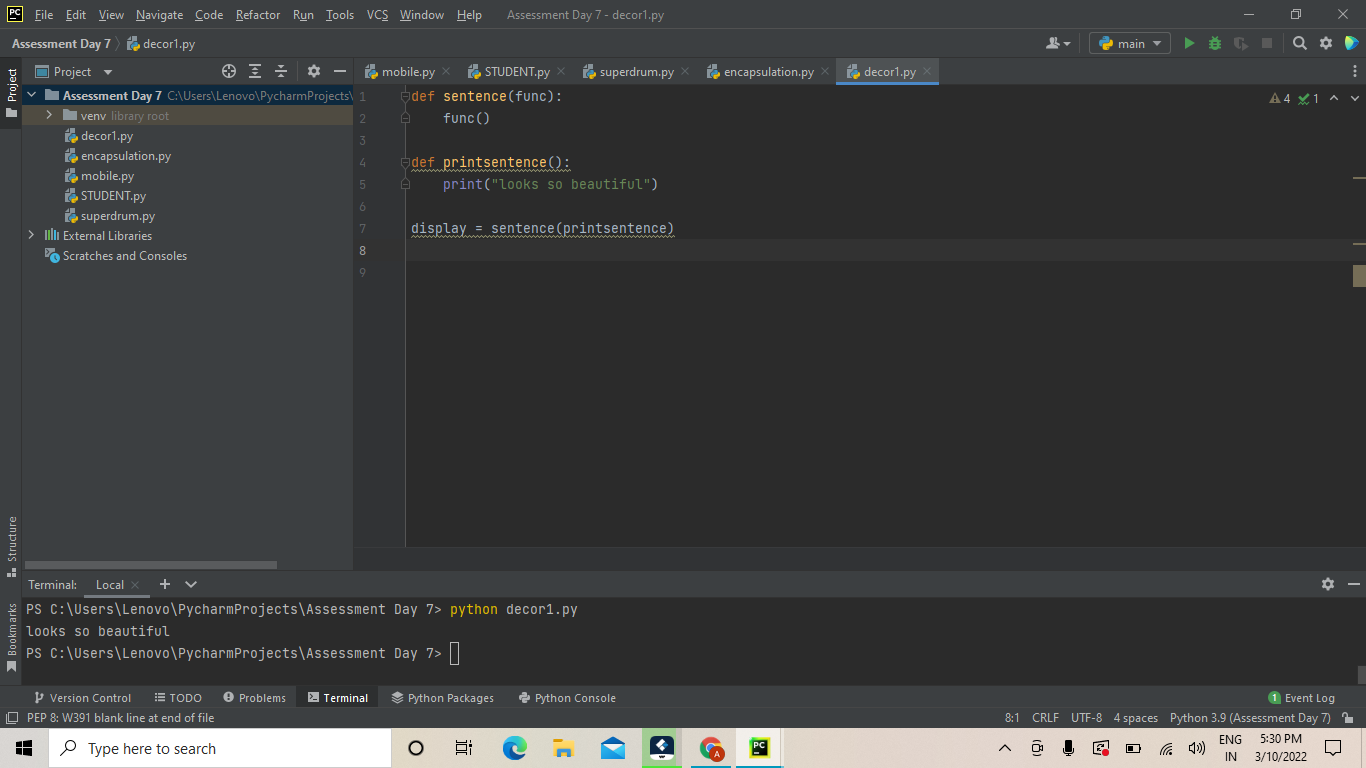 PC File Edit View Navigate Code Refactor Run Tools VCS Window Help Assessment Day 7 - decor1.py
Assessment Day 7 decor1.py main
Project
Project mobile.py STUDENT.py superdrum.py encapsulation.py decor1.py
Assessment Day 7 C:\Users\Lenovo\PycharmProjects\
venv library root
decor1.py
encapsulation.py
mobile.py
STUDENT.py
superdrum.py
External Libraries
Scratches and Consoles
1 def sentence(func):
4 1
2 func()
3
4 def printsentence():
5 print("looks so beautiful")
6
7 display = sentence(printsentence)
8
9
Structure
Bookmarks
Terminal: Local
PS C:\Users\Lenovo\PycharmProjects\Assessment Day 7> python decor1.py
looks so beautiful
PS C:\Users\Lenovo\PycharmProjects\Assessment Day 7>
Version Control TODO Problems Terminal Python Packages Python Console 1 Event Log
PEP 8: W391 blank line at end of file 8:1 CRLF UTF-8 4 spaces Python 3.9 (Assessment Day 7)
Type here to search
A
PC
ENG
IN
5:30 PM
3/10/2022